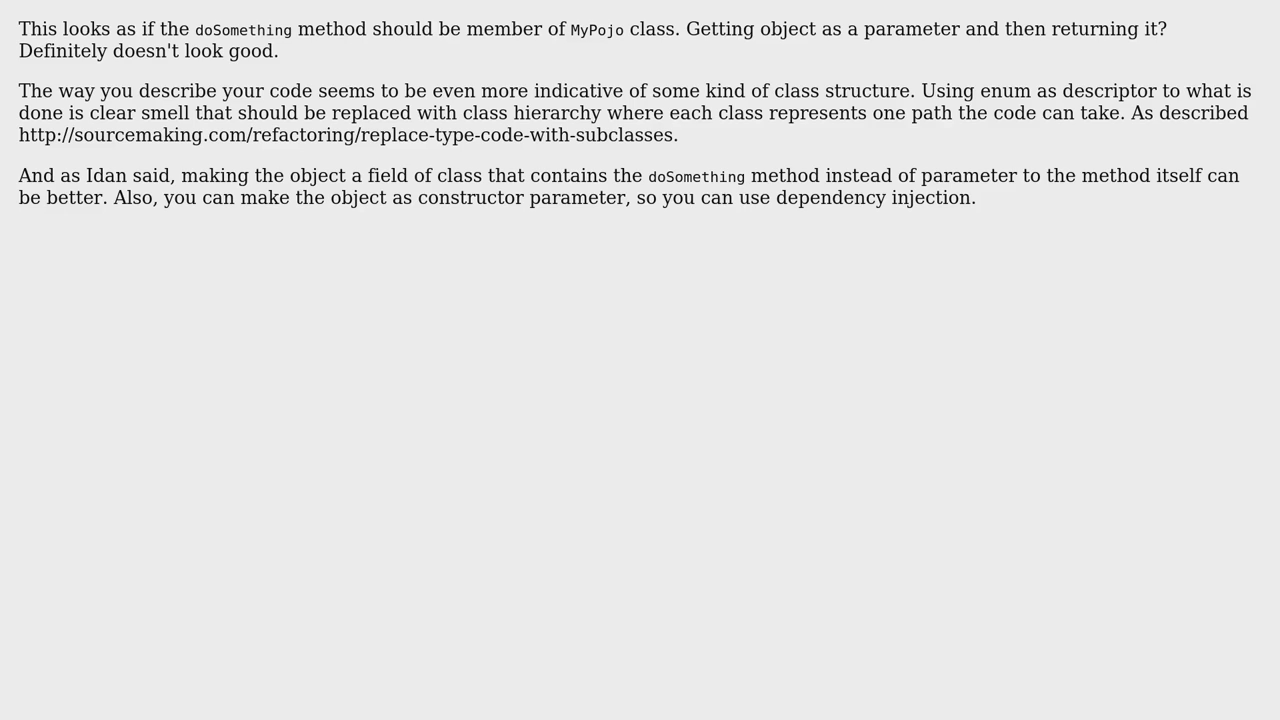 This looks as if the doSomething method should be member of MyPojo class. Getting object as a parameter and then returning it?
Definitely doesn't look good.
The way you describe your code seems to be even more indicative of some kind of class structure. Using enum as descriptor to what is
done is clear smell that should be replaced with class hierarchy where each class represents one path the code can take. As described
http://sourcemaking.com/refactoring/replace-type-code-with-subclasses.
And as Idan said, making the object a field of class that contains the doSomething method instead of parameter to the method itself can
be better. Also, you can make the object as constructor parameter, so you can use dependency injection.